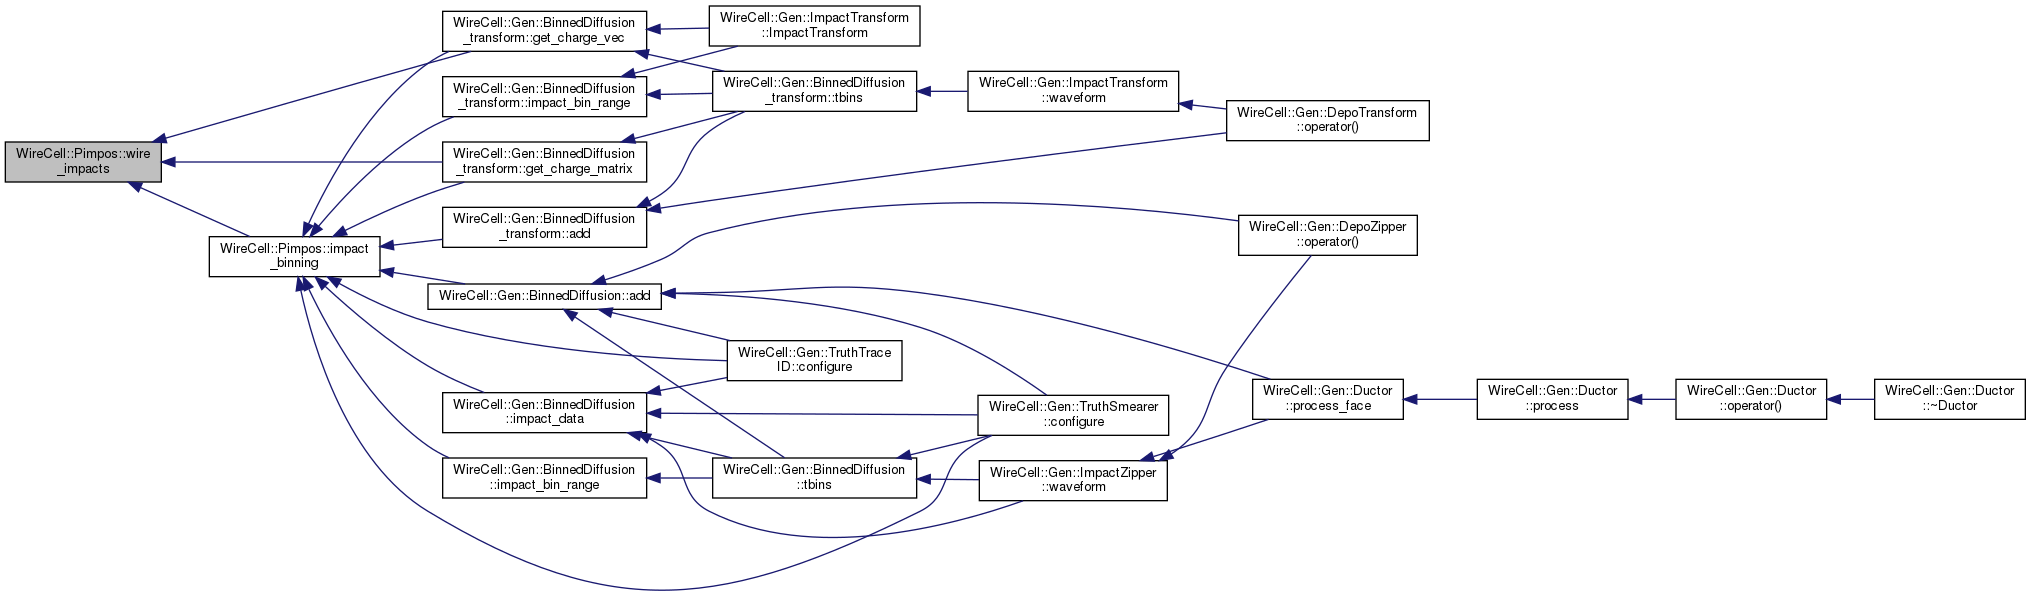 WireCell::Pimpos::wire
_impacts
WireCell::Pimpos::impact
_binning
WireCell::Gen::BinnedDiffusion
_transform::get_charge_vec
WireCell::Gen::BinnedDiffusion
_transform::impact_bin_range
WireCell::Gen::BinnedDiffusion
_transform::get_charge_matrix
WireCell::Gen::BinnedDiffusion
_transform::add
WireCell::Gen::BinnedDiffusion::add
WireCell::Gen::BinnedDiffusion
::impact_data
WireCell::Gen::BinnedDiffusion
::impact_bin_range
WireCell::Gen::ImpactTransform
::ImpactTransform
WireCell::Gen::BinnedDiffusion
_transform::tbins
WireCell::Gen::TruthTrace
ID::configure
WireCell::Gen::BinnedDiffusion
::tbins
WireCell::Gen::ImpactTransform
::waveform
WireCell::Gen::TruthSmearer
::configure
WireCell::Gen::ImpactZipper
::waveform
WireCell::Gen::DepoTransform
::operator()
WireCell::Gen::DepoZipper
::operator()
WireCell::Gen::Ductor
::process_face
WireCell::Gen::Ductor
::process
WireCell::Gen::Ductor
::operator()
WireCell::Gen::Ductor
::~Ductor